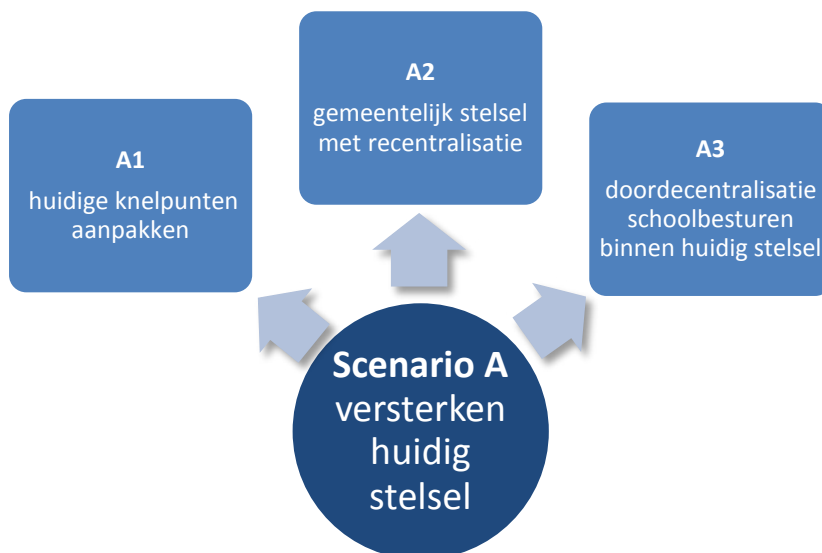 A1
huidige knelpunten
aanpakken
A2
gemeentelijk stelsel
met recentralisatie
A3
doordecentralisatie
schoolbesturen
binnen huidig stelsel
Scenario A
versterken
huidig
stelsel